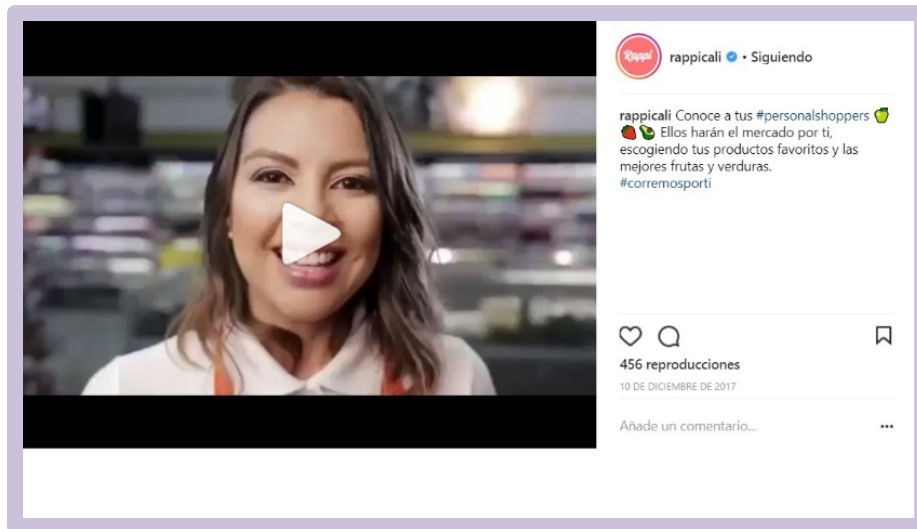 Rappi
rappicali • Siguiendo
rappicali Conoce a tus #personalshoppers 🍏
🍓🥑 Ellos harán el mercado por ti,
escogiendo tus productos favoritos y las
mejores frutas y verduras.
#corremosporti
456 reproducciones
10 DE DICIEMBRE DE 2017
Añade un comentario...